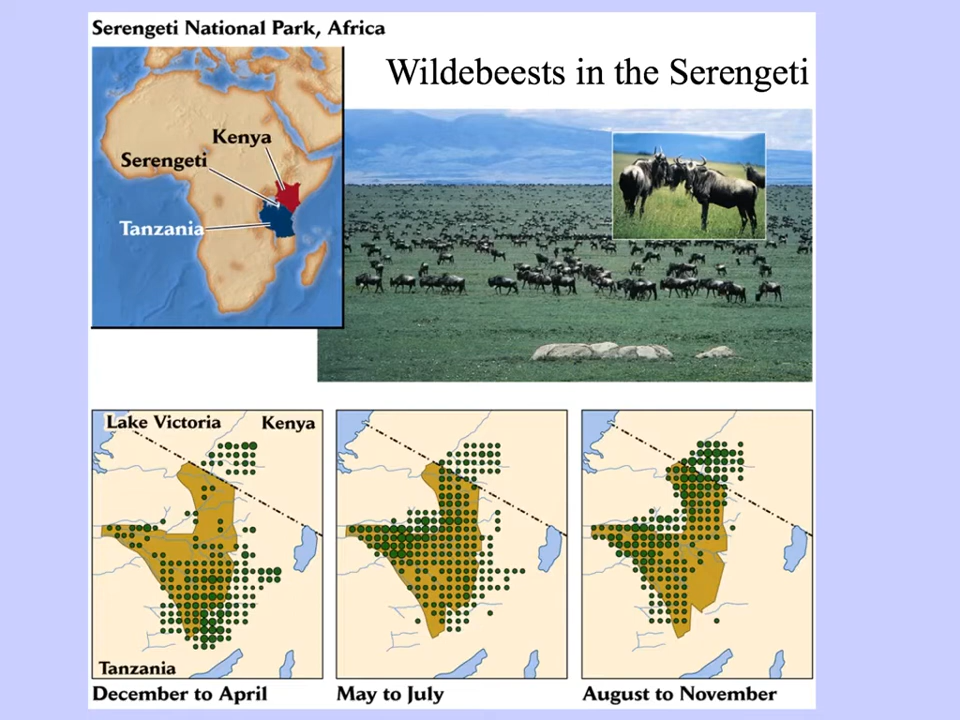 Serengeti National Park, Africa
Wildebeests in the Serengeti
Kenya
Serengeti
Tanzania
Lake Victoria
Kenya
Tanzania
December to April
May to July
August to November